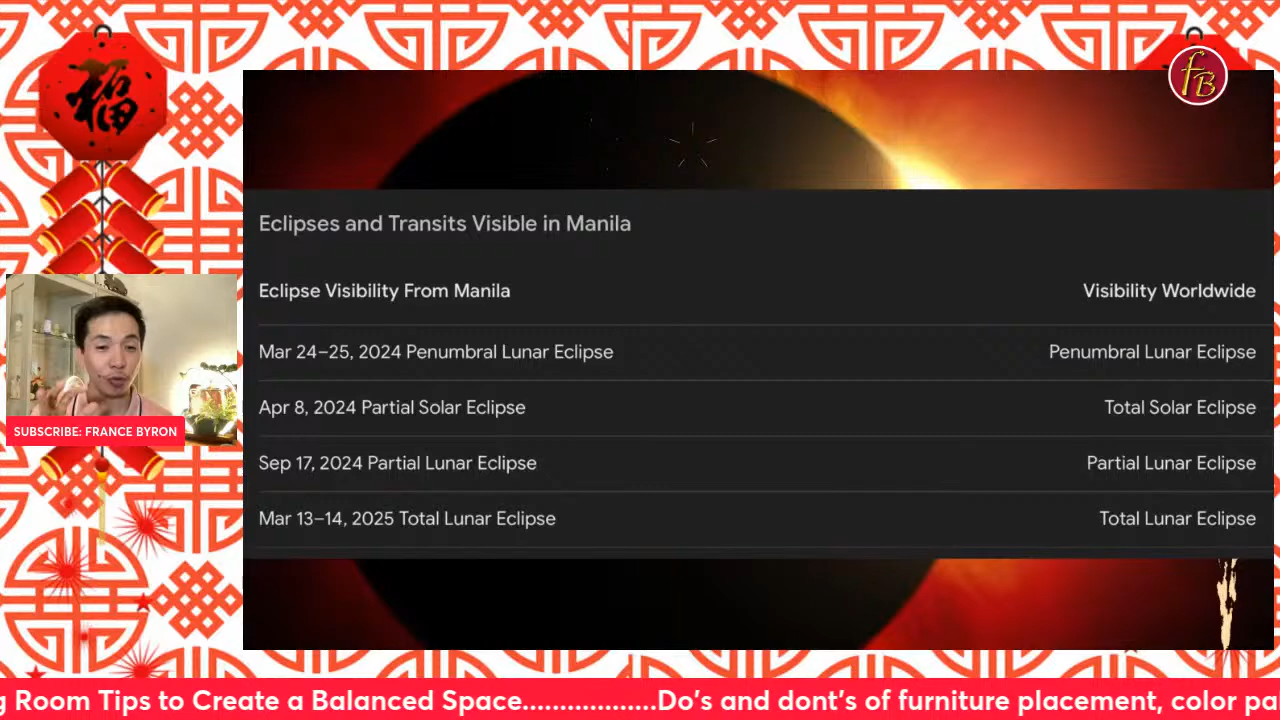 福
fB
Eclipses and Transits Visible in Manila
Eclipse Visibility From Manila Visibility Worldwide
Mar 24–25, 2024 Penumbral Lunar Eclipse Penumbral Lunar Eclipse
Apr 8, 2024 Partial Solar Eclipse Total Solar Eclipse
Sep 17, 2024 Partial Lunar Eclipse Partial Lunar Eclipse
Mar 13–14, 2025 Total Lunar Eclipse Total Lunar Eclipse
SUBSCRIBE: FRANCE BYRON
g Room Tips to Create a Balanced Space..................Do's and dont's of furniture placement, color pa